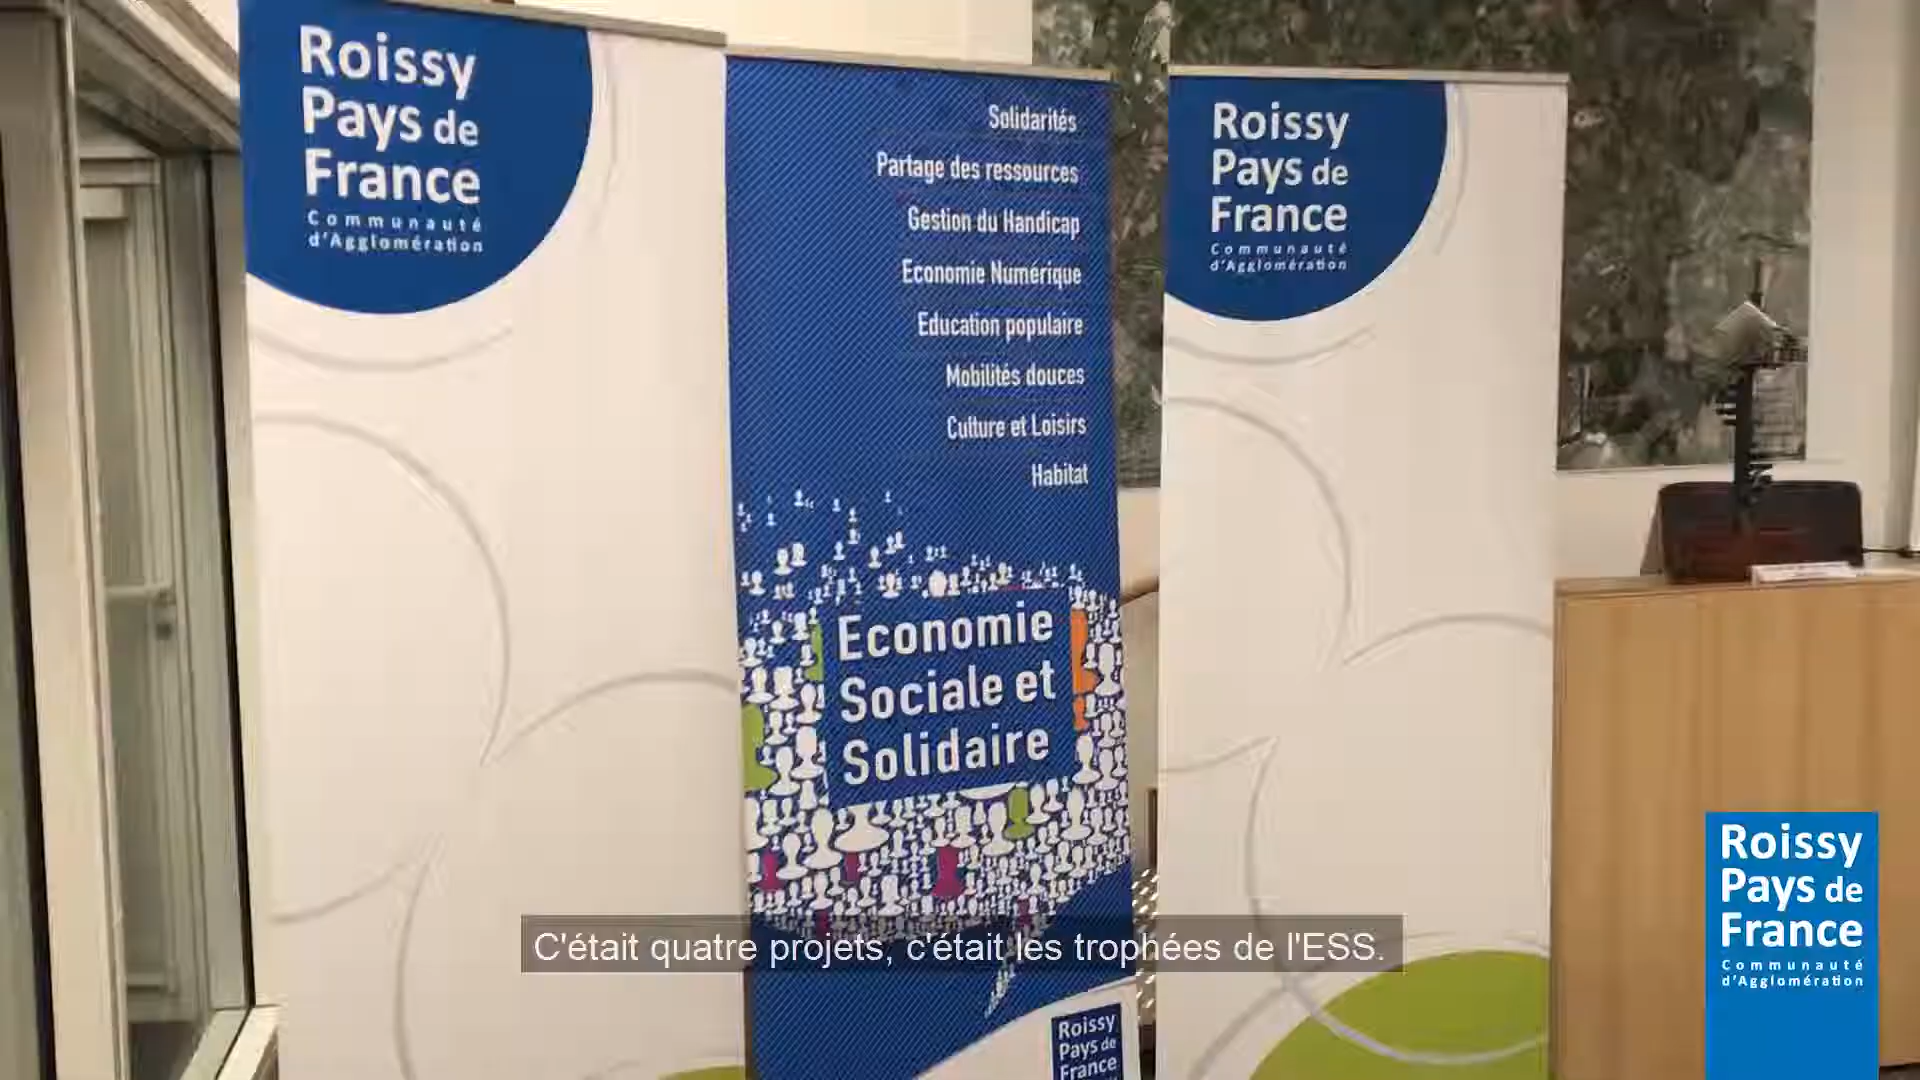 Roissy
Pays de
France
Communauté
d'Agglomération
Solidarités
Partage des ressources
Gestion du Handicap
Economie Numérique
Education populaire
Mobilités douces
Culture et Loisirs
Habitat
Economie
Sociale et
Solidaire
Roissy
Pays de
France
Roissy
Pays de
France
Communauté
d'Agglomération
C'était quatre projets, c'était les trophées de l'ESS.
Roissy
Pays de
France
Communauté
d'Agglomération